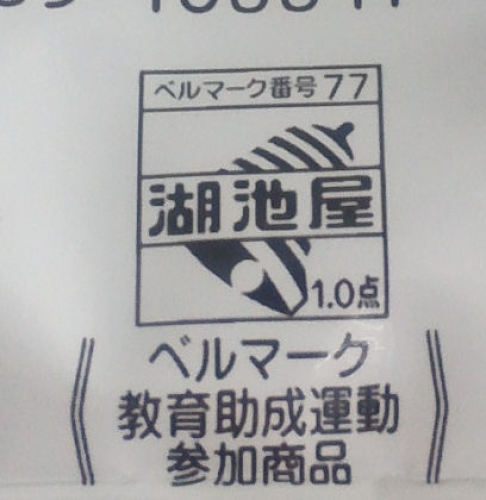 ベルマーク番号77
湖池屋
1.0点
ベルマーク
教育助成運動
参加商品